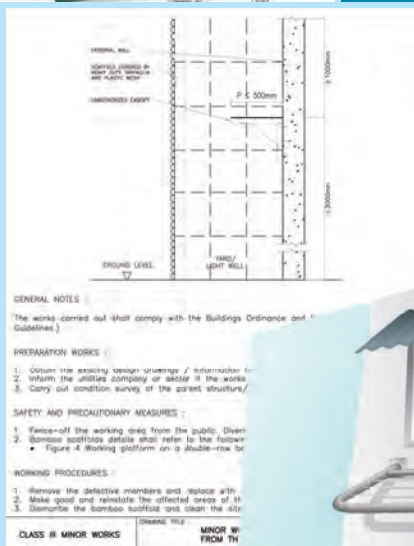 EXTERNAL WALL
SCAFFOLD COVERED BY
HEAVY DUTY TARPAULIN
AND PLASTIC MESH
UNAUTHORIZED CANOPY
P ≤ 500mm
≥1000mm
≤3000mm
GROUND LEVEL
YARD/
LIGHT WELL
GENERAL NOTES :
The works carried out shall comply with the Buildings Ordinance and
Guidelines.)
PREPARATION WORKS :
1. Obtain the existing design drawings / information
2. Inform the utilities company or sector if the works
3. Carry out condition survey of the parent structure/
SAFETY AND PRECAUTIONARY MEASURES :
1. Fence-off the working area from the public. Divert
2. Bamboo scaffolds details shall refer to the
• Figure 4 Working platform on a double-row
WORKING PROCEDURES :
1. Remove the defective members and replace with
2. Make good and reinstate the affected areas of
3. Dismantle the bamboo scaffold and clean the
CLASS III MINOR WORKS
DRAWING TITLE
MINOR
FROM